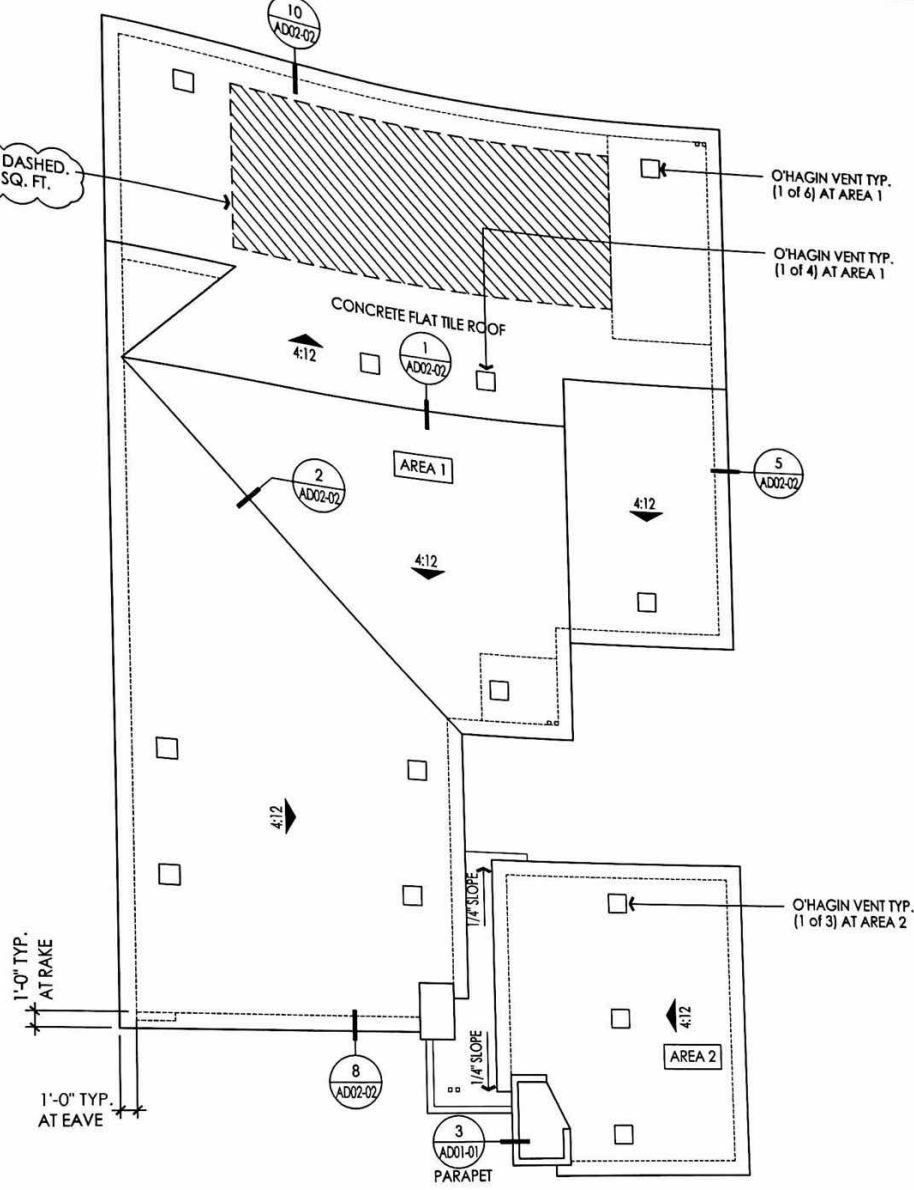 10
AD02-02
DASHED.
SQ. FT.
O'HAGIN VENT TYP.
(1 of 6) AT AREA 1
O'HAGIN VENT TYP.
(1 of 4) AT AREA 1
CONCRETE FLAT TILE ROOF
4:12
1
AD02-02
AREA 1
2
AD02-02
5
AD02-02
4:12
4:12
4:12
1/4" SLOPE
O'HAGIN VENT TYP.
(1 of 3) AT AREA 2
1'-0" TYP.
AT RAKE
4:12
AREA 2
1/4" SLOPE
8
AD02-02
1'-0" TYP.
AT EAVE
3
AD01-01
PARAPET